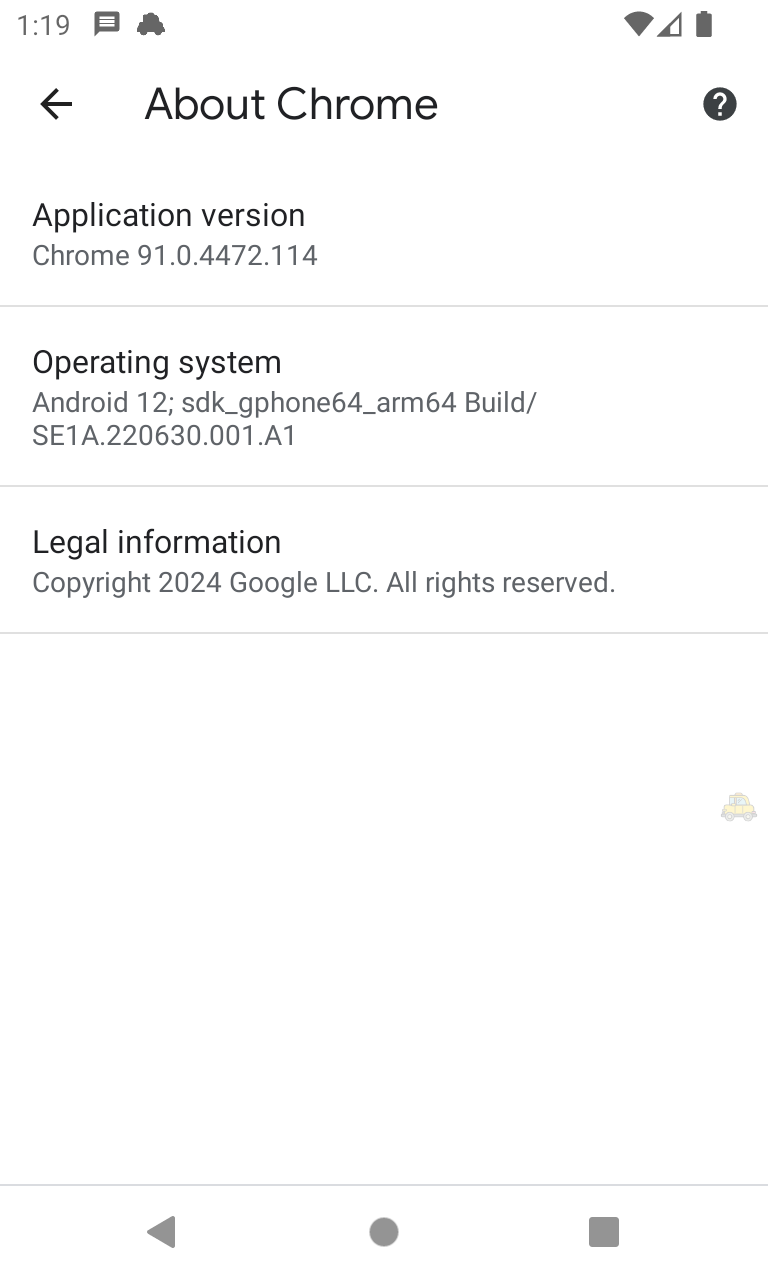 1:19
About Chrome
Application version
Chrome 91.0.4472.114
Operating system
Android 12; sdk_gphone64_arm64 Build/
SE1A.220630.001.A1
Legal information
Copyright 2024 Google LLC. All rights reserved.